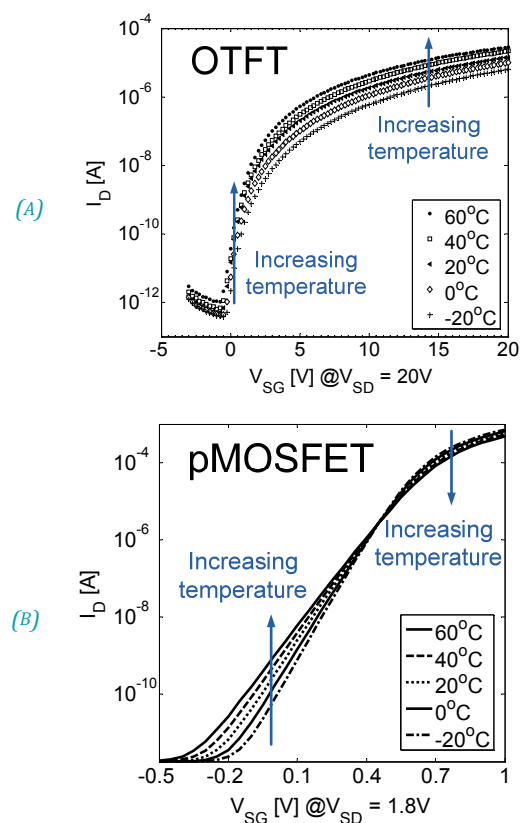 (A)
OTFT
I_D [A]
10^-4
10^-6
10^-8
10^-10
10^-12
Increasing
temperature
Increasing
temperature
60°C
40°C
20°C
0°C
-20°C
-5 0 5 10 15 20
V_SG [V] @V_SD = 20V
(B)
pMOSFET
I_D [A]
10^-4
10^-6
10^-8
10^-10
Increasing
temperature
Increasing
temperature
60°C
40°C
20°C
0°C
-20°C
-0.5 -0.2 0.1 0.4 0.7 1
V_SG [V] @V_SD = 1.8V